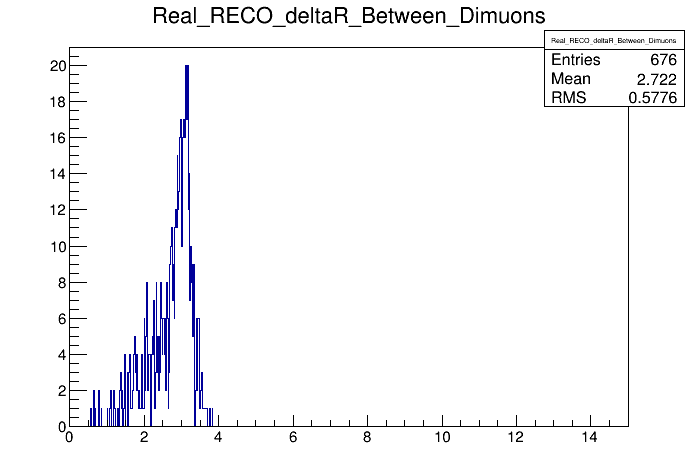 Real_RECO_deltaR_Between_Dimuons
Real_RECO_deltaR_Between_Dimuons
Entries 676
Mean 2.722
RMS 0.5776
20
18
16
14
12
10
8
6
4
2
0
0 2 4 6 8 10 12 14